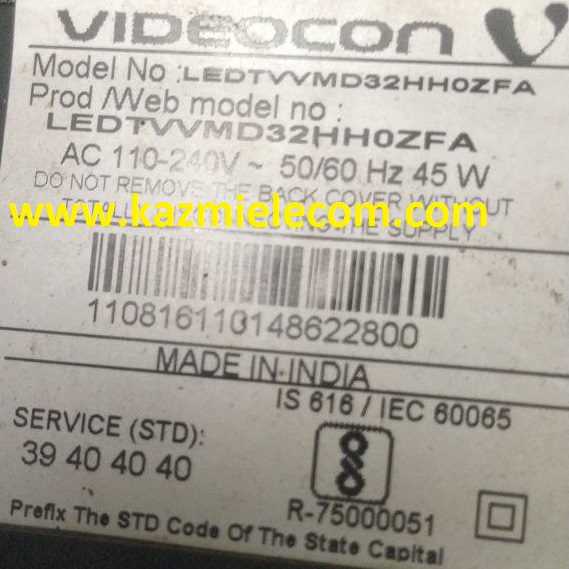 VIDEOCON V
Model No :LEDTVVMD32HH0ZFA
Prod /Web model no :
LEDTVVMD32HH0ZFA
AC 110-240V ~ 50/60 Hz 45 W
DO NOT REMOVE THE BACK COVER WITHOUT
www.kazmielecom.com
THE SUPPLY
110816110148622800
MADE IN INDIA
IS 616 / IEC 60065
SERVICE (STD):
39 40 40 40
R-75000051
Prefix The STD Code Of The State Capital